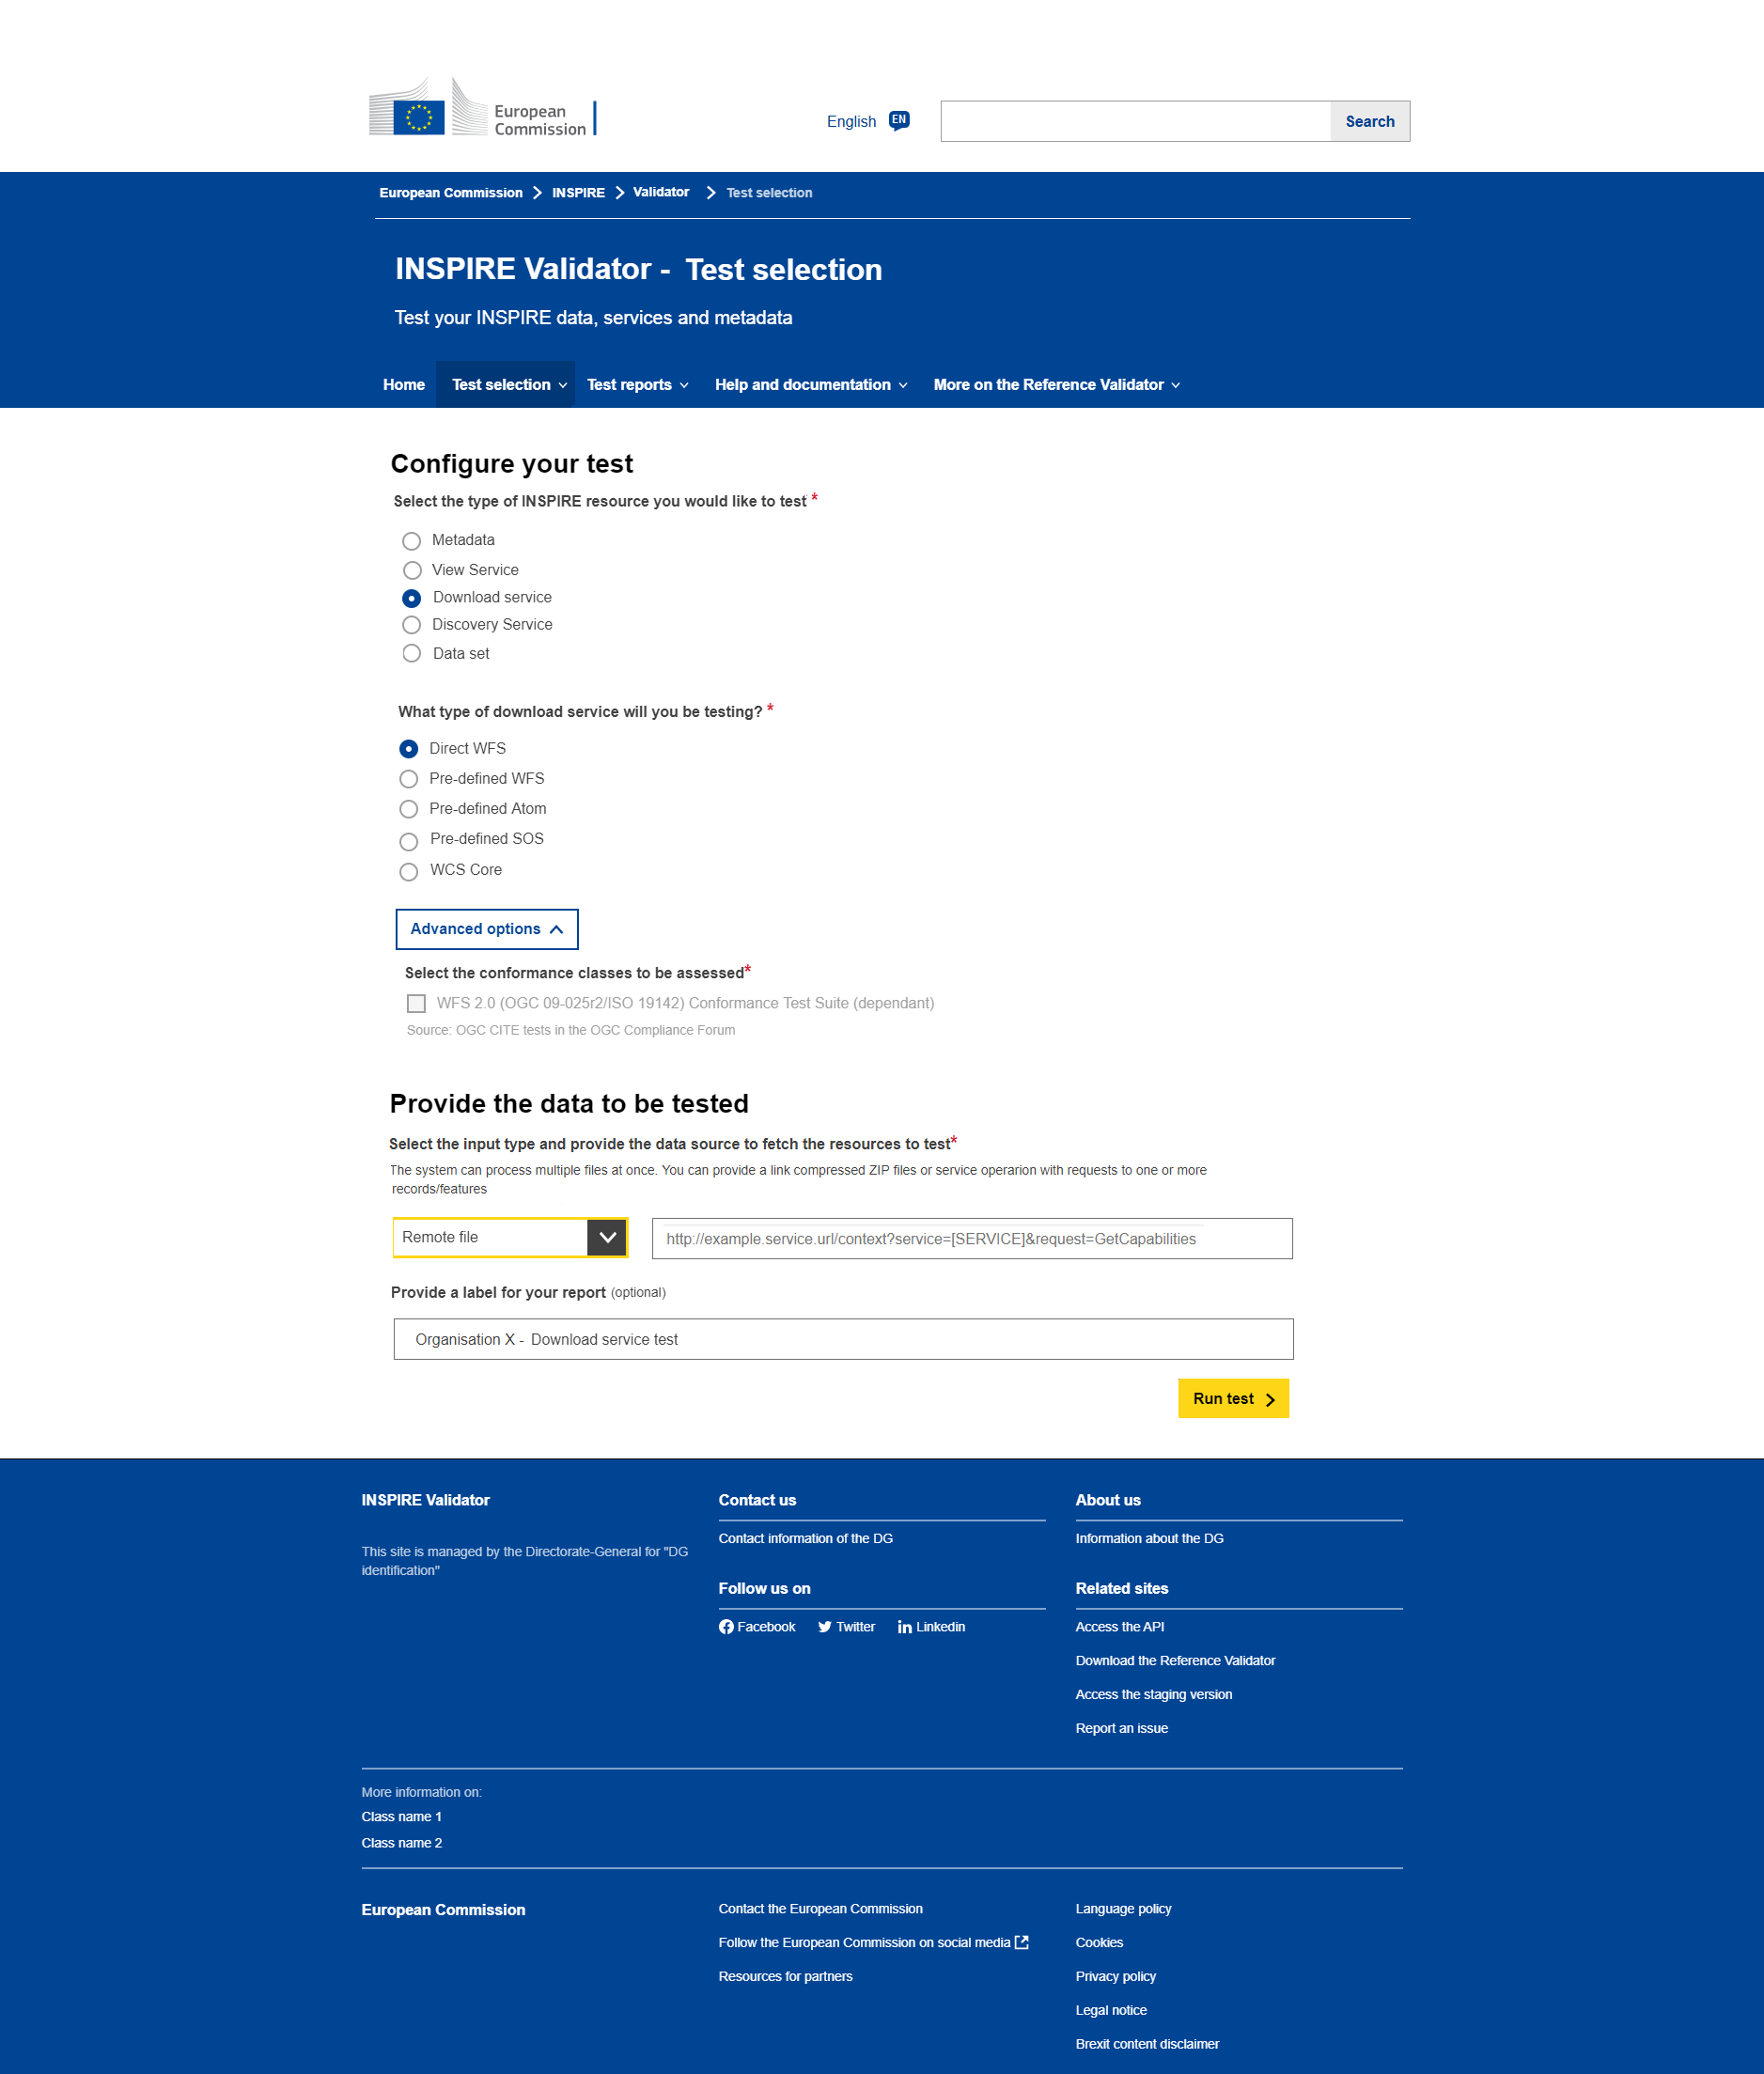 European
Commission
English EN
Search
European Commission INSPIRE Validator Test selection
INSPIRE Validator - Test selection
Test your INSPIRE data, services and metadata
Home Test selection Test reports Help and documentation More on the Reference Validator
Configure your test
Select the type of INSPIRE resource you would like to test *
Metadata
View Service
Download service
Discovery Service
Data set
What type of download service will you be testing? *
Direct WFS
Pre-defined WFS
Pre-defined Atom
Pre-defined SOS
WCS Core
Advanced options
Select the conformance classes to be assessed*
WFS 2.0 (OGC 09-025r2/ISO 19142) Conformance Test Suite (dependant)
Source: OGC CITE tests in the OGC Compliance Forum
Provide the data to be tested
Select the input type and provide the data source to fetch the resources to test*
The system can process multiple files at once. You can provide a link compressed ZIP files or service operarion with requests to one or more
records/features
Remote file
http://example.service.url/context?service=[SERVICE]&request=GetCapabilities
Provide a label for your report (optional)
Organisation X - Download service test
Run test
INSPIRE Validator
This site is managed by the Directorate-General for "DG
identification"
Contact us
Contact information of the DG
Follow us on
Facebook Twitter Linkedin
About us
Information about the DG
Related sites
Access the API
Download the Reference Validator
Access the staging version
Report an issue
More information on:
Class name 1
Class name 2
European Commission
Contact the European Commission
Follow the European Commission on social media
Resources for partners
Language policy
Cookies
Privacy policy
Legal notice
Brexit content disclaimer